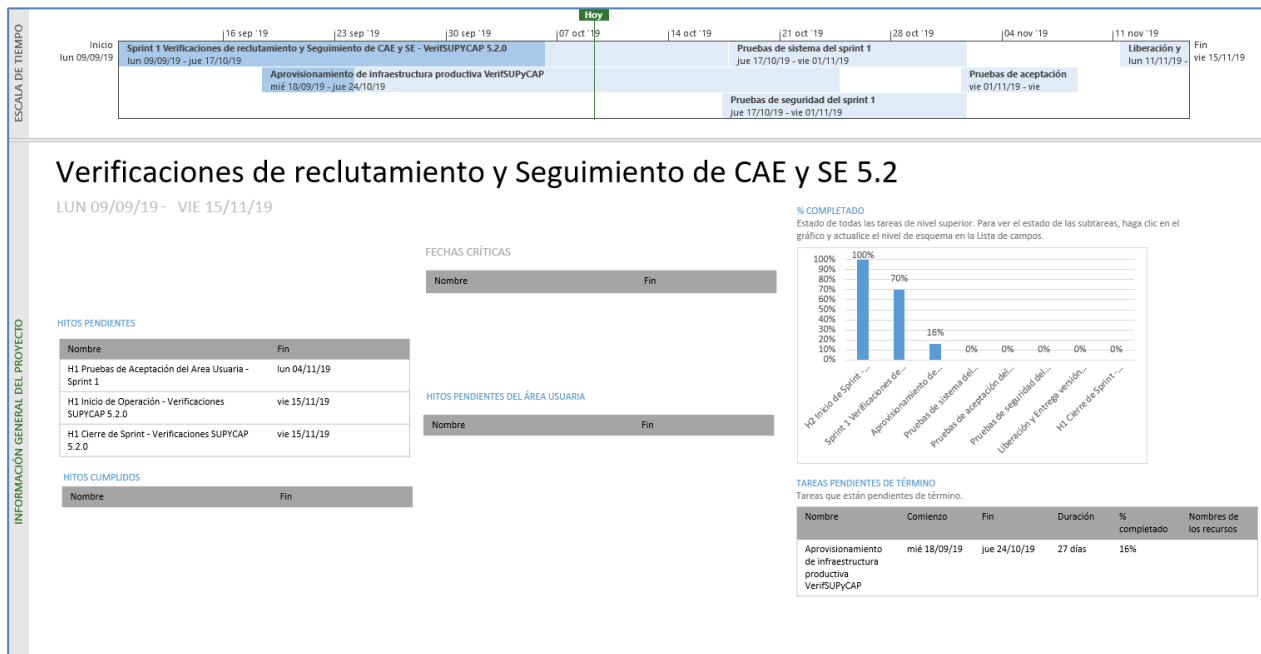 ESCALA DE TIEMPO
Hoy
16 sep '19
23 sep '19
30 sep '19
07 oct '19
14 oct '19
21 oct '19
28 oct '19
04 nov '19
11 nov '19
Inicio
lun 09/09/19
Sprint 1 Verificaciones de reclutamiento y Seguimiento de CAE y SE - VerifSUPYCAP 5.2.0
lun 09/09/19 - jue 17/10/19
Pruebas de sistema del sprint 1
jue 17/10/19 - vie 01/11/19
Liberación y
lun 11/11/19 -
Fin
vie 15/11/19
Aprovisionamiento de infraestructura productiva VerifSUPyCAP
mié 18/09/19 - jue 24/10/19
Pruebas de aceptación
vie 01/11/19 - vie
Pruebas de seguridad del sprint 1
jue 17/10/19 - vie 01/11/19
INFORMACIÓN GENERAL DEL PROYECTO
Verificaciones de reclutamiento y Seguimiento de CAE y SE 5.2
LUN 09/09/19 - VIE 15/11/19
HITOS PENDIENTES
Nombre Fin
H1 Pruebas de Aceptación del Area Usuaria - lun 04/11/19
Sprint 1
H1 Inicio de Operación - Verificaciones vie 15/11/19
SUPYCAP 5.2.0
H1 Cierre de Sprint - Verificaciones SUPYCAP vie 15/11/19
5.2.0
HITOS CUMPLIDOS
Nombre Fin
FECHAS CRÍTICAS
Nombre Fin
HITOS PENDIENTES DEL ÁREA USUARIA
Nombre Fin
% COMPLETADO
Estado de todas las tareas de nivel superior. Para ver el estado de las subtareas, haga clic en el
gráfico y actualice el nivel de esquema en la Lista de campos.
100%
90%
80%
70%
60%
50%
40%
30%
20%
10%
0%
100%
70%
16%
0%
0%
0%
0%
0%
H2 Inicio de Sprint -...
Sprint 1 Verificaciones de...
Aprovisionamiento de...
Pruebas de sistema del...
Pruebas de aceptación del...
Pruebas de seguridad del...
Liberación y Entrega versión...
H1 Cierre de Sprint -...
TAREAS PENDIENTES DE TÉRMINO
Tareas que están pendientes de término.
Nombre Comienzo Fin Duración % Nombres de
completado los recursos
Aprovisionamiento mié 18/09/19 jue 24/10/19 27 días 16%
de infraestructura
productiva
VerifSUPyCAP